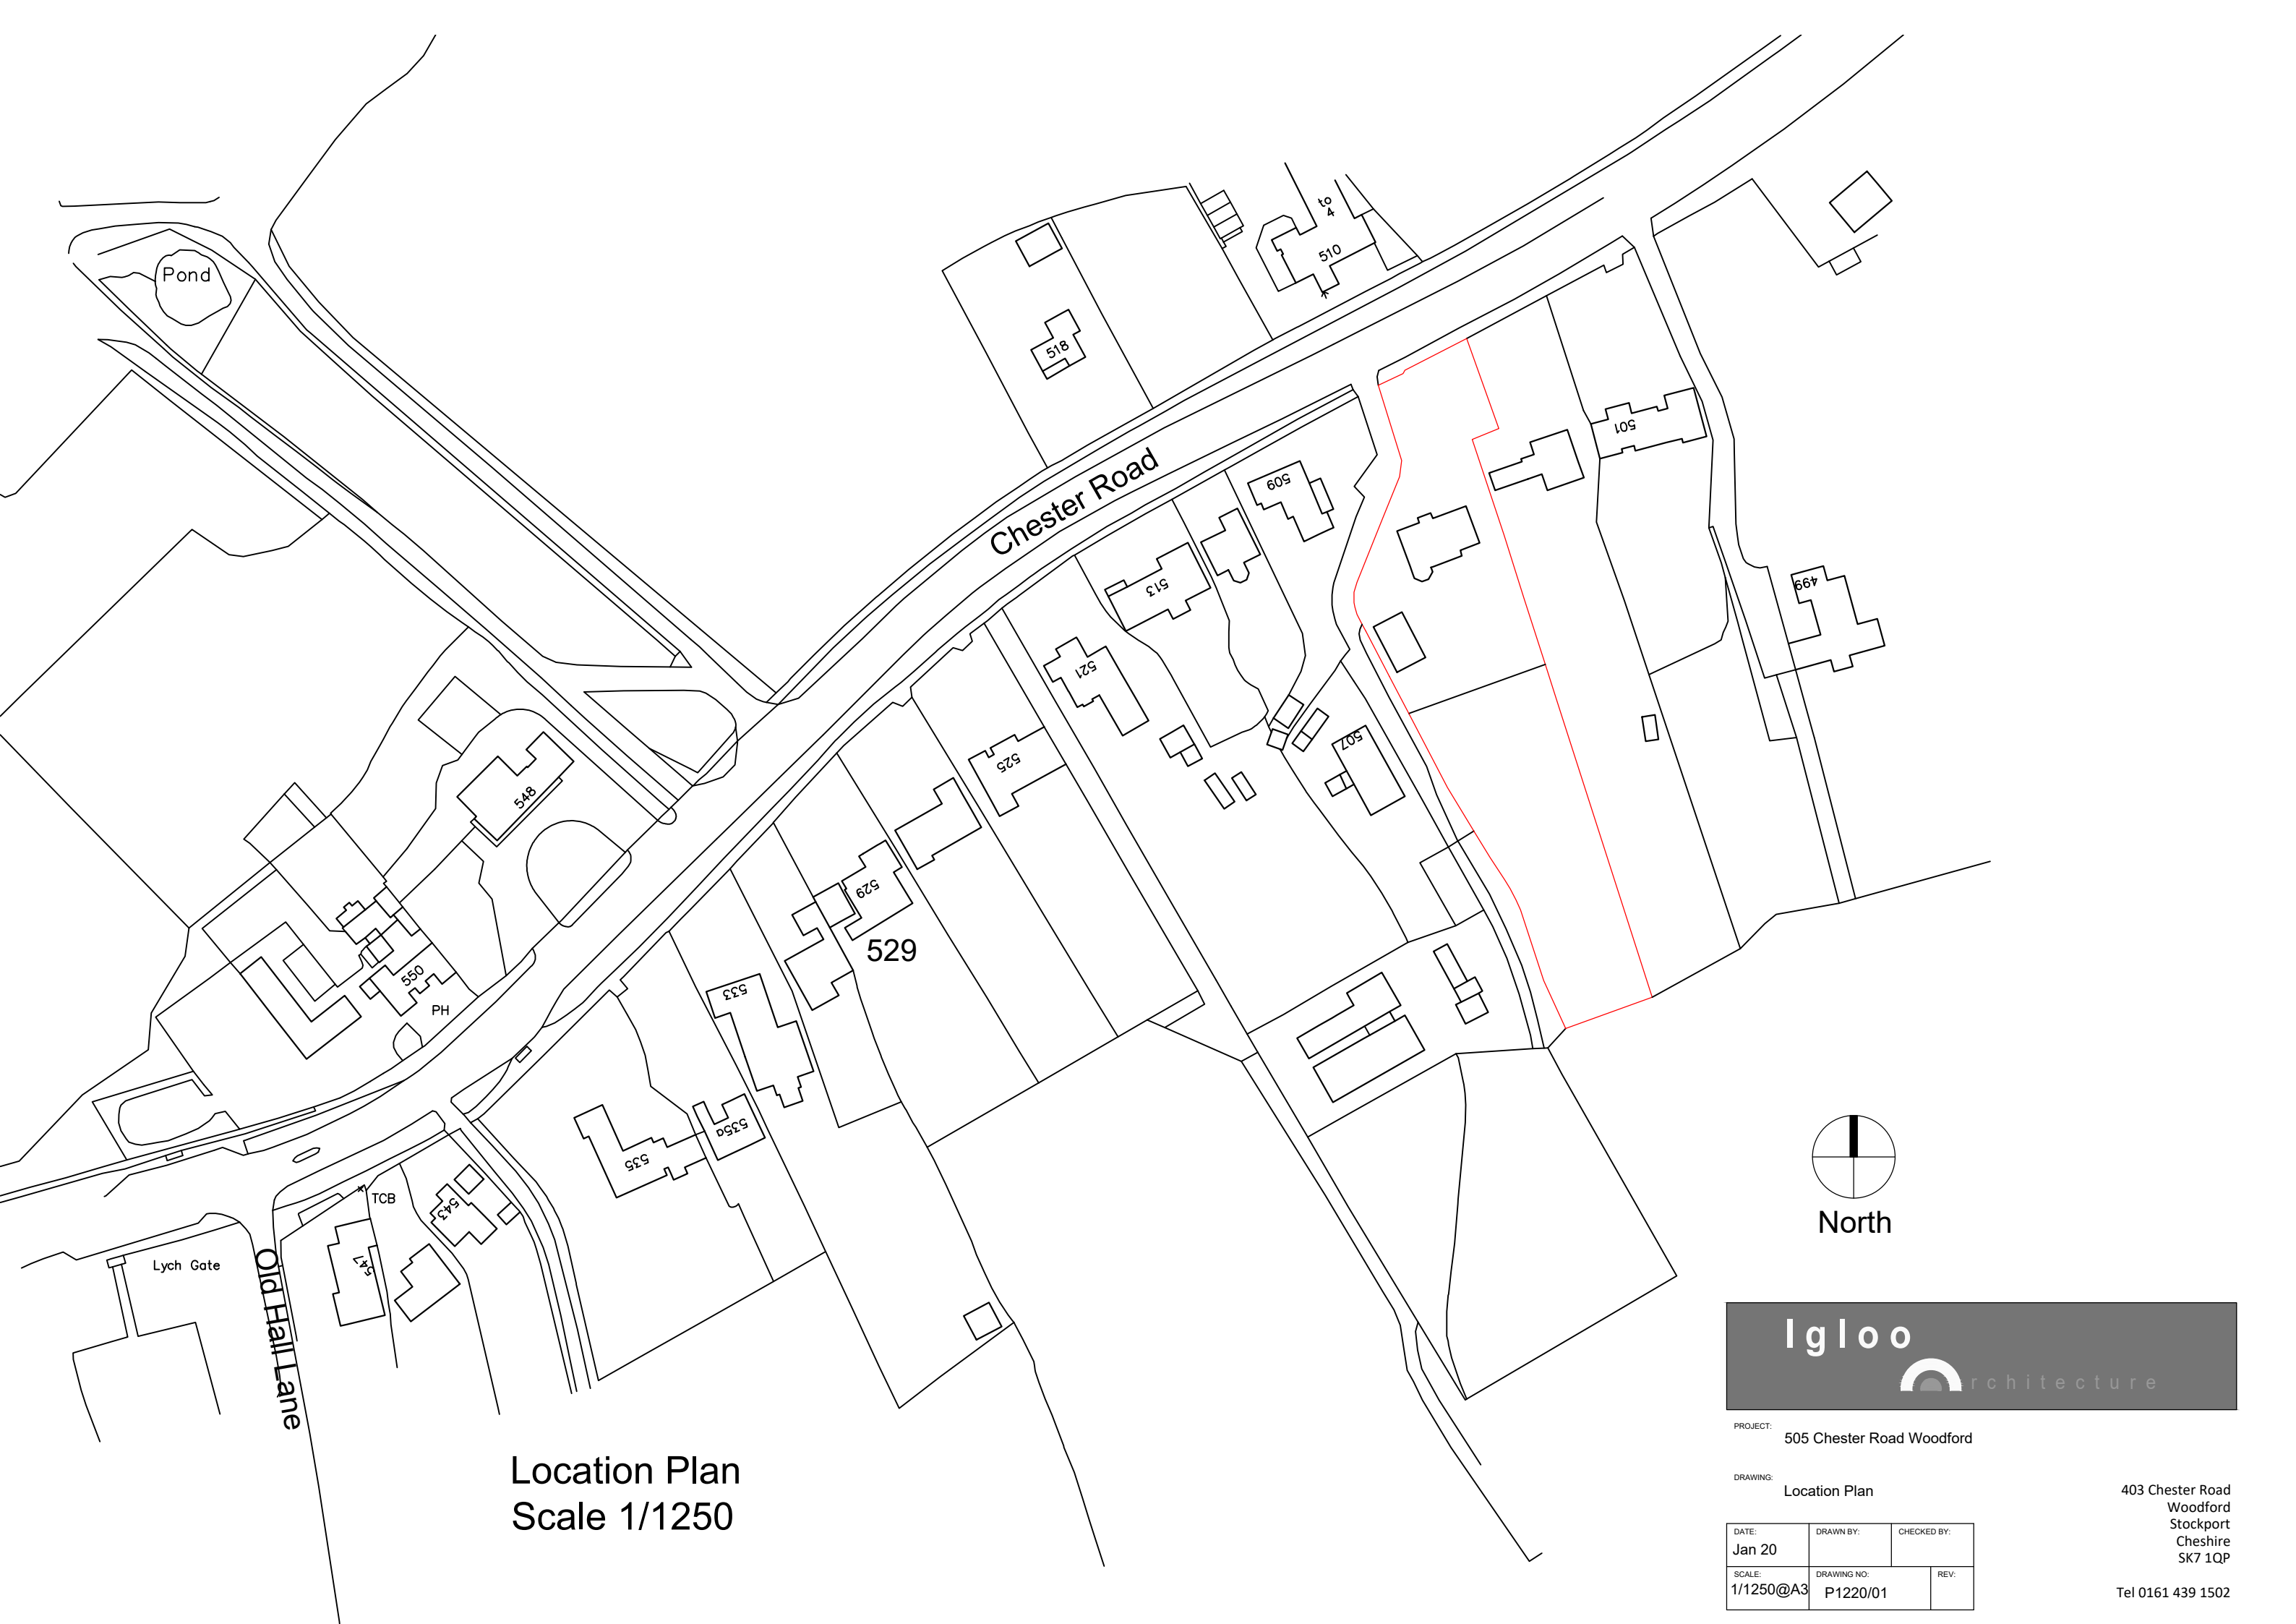 Pond
to
4
510
518
Chester Road
501
509
513
499
521
507
525
548
529
529
550
533
PH
535a
535
TCB
543
547
Lych Gate
Old Hall Lane
North
Location Plan
Scale 1/1250
Igloo
rchitecture
PROJECT:
505 Chester Road Woodford
DRAWING:
Location Plan
403 Chester Road
Woodford
Stockport
Cheshire
SK7 1QP
Tel 0161 439 1502
DATE:
Jan 20
DRAWN BY:
CHECKED BY:
SCALE:
1/1250@A3
DRAWING NO:
P1220/01
REV: